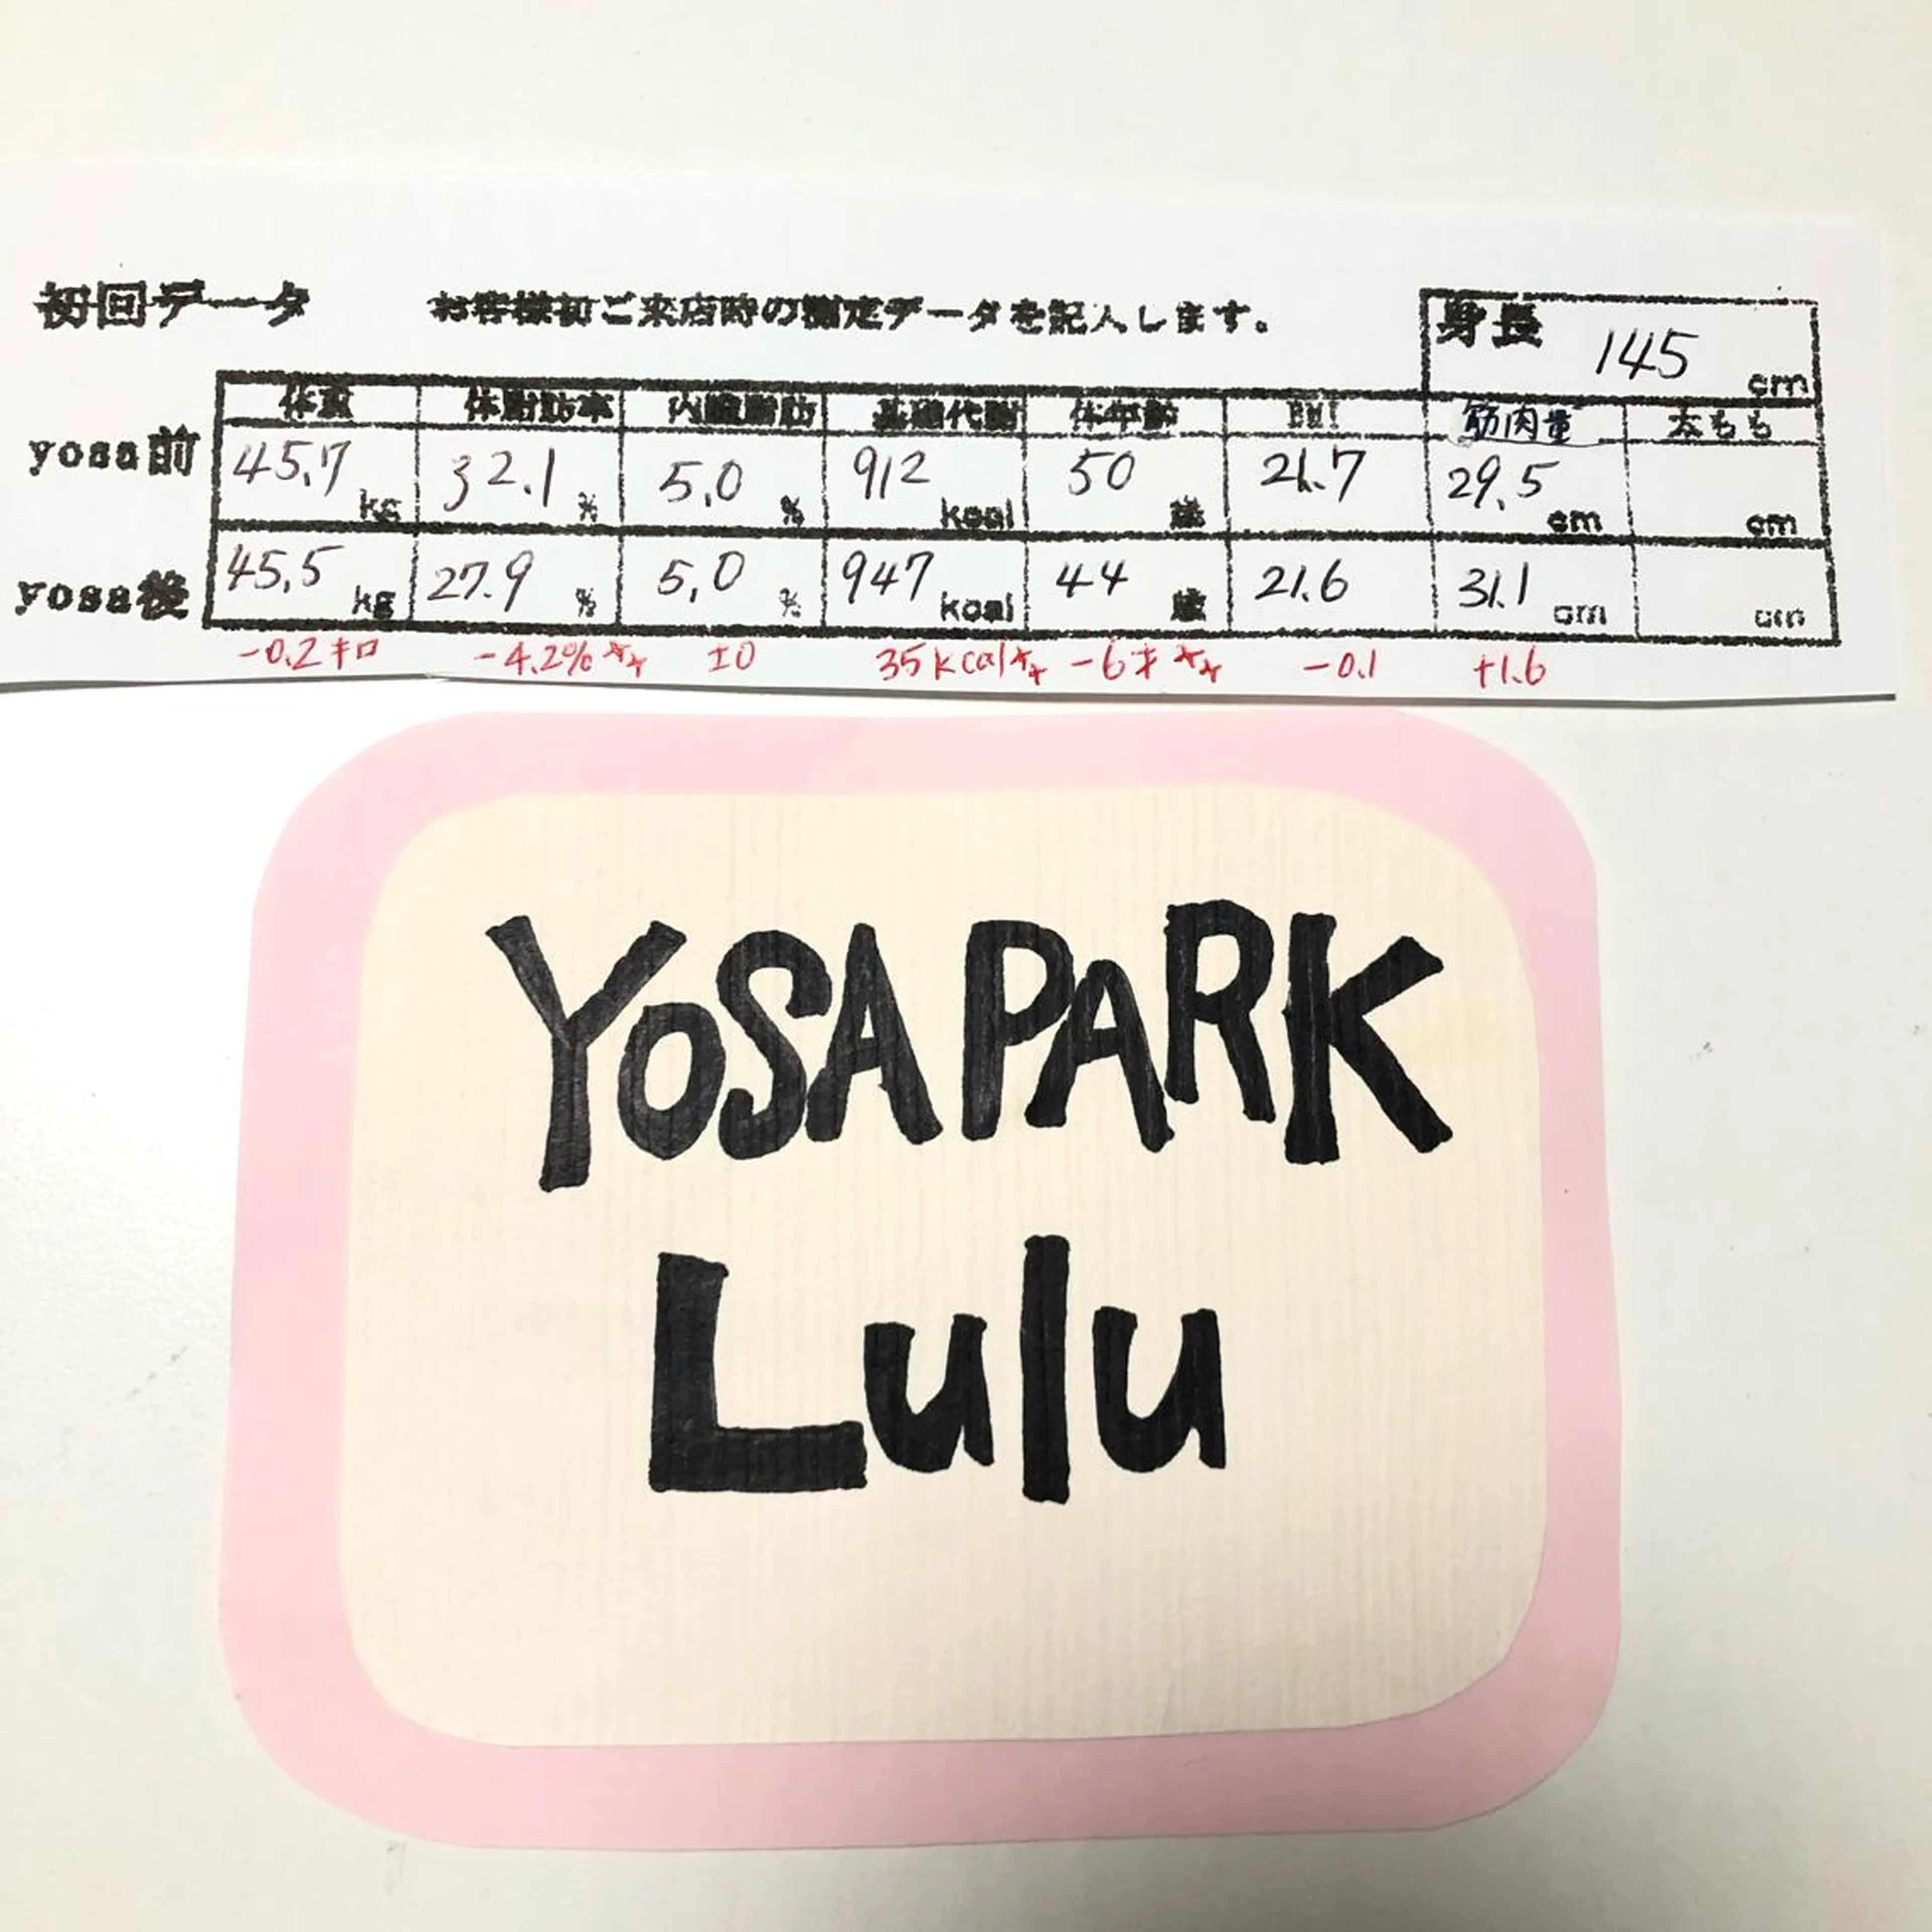 初回データ お客様初ご来店時の測定データを記入します。 身長 145 cm
体重 体脂肪率 内臓脂肪 基礎代謝 体年齢 BMI 筋肉量 太もも
yosa前 45.7 kg 32.1 % 5.0 % 912 kcal 50 歳 21.7 29.5 cm cm
yosa後 45.5 kg 27.9 % 5.0 % 947 kcal 44 歳 21.6 31.1 cm cm
-0.2キロ -4.2% ±0 35kcal -6才 -0.1 +1.6
YOSA PARK
Lulu